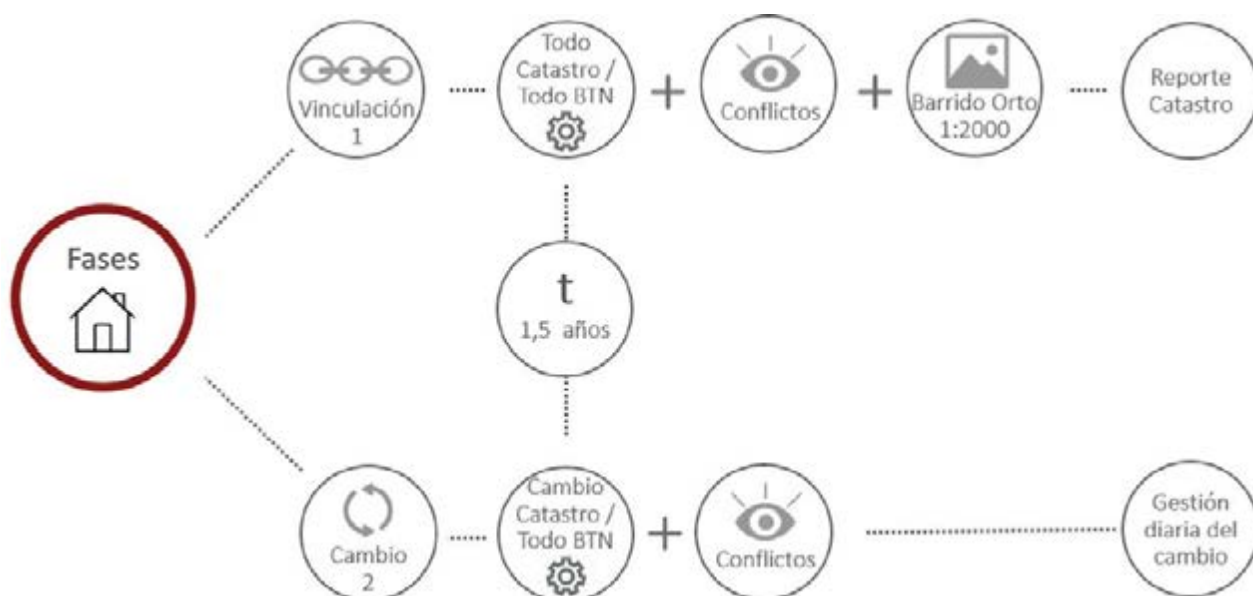 Todo
Catastro /
Todo BTN
Vinculación
1
Conflictos
Barrido Orto
1:2000
Reporte
Catastro
Fases
t
1,5 años
Cambio
2
Cambio
Catastro /
Todo BTN
Conflictos
Gestión
diaria del
cambio